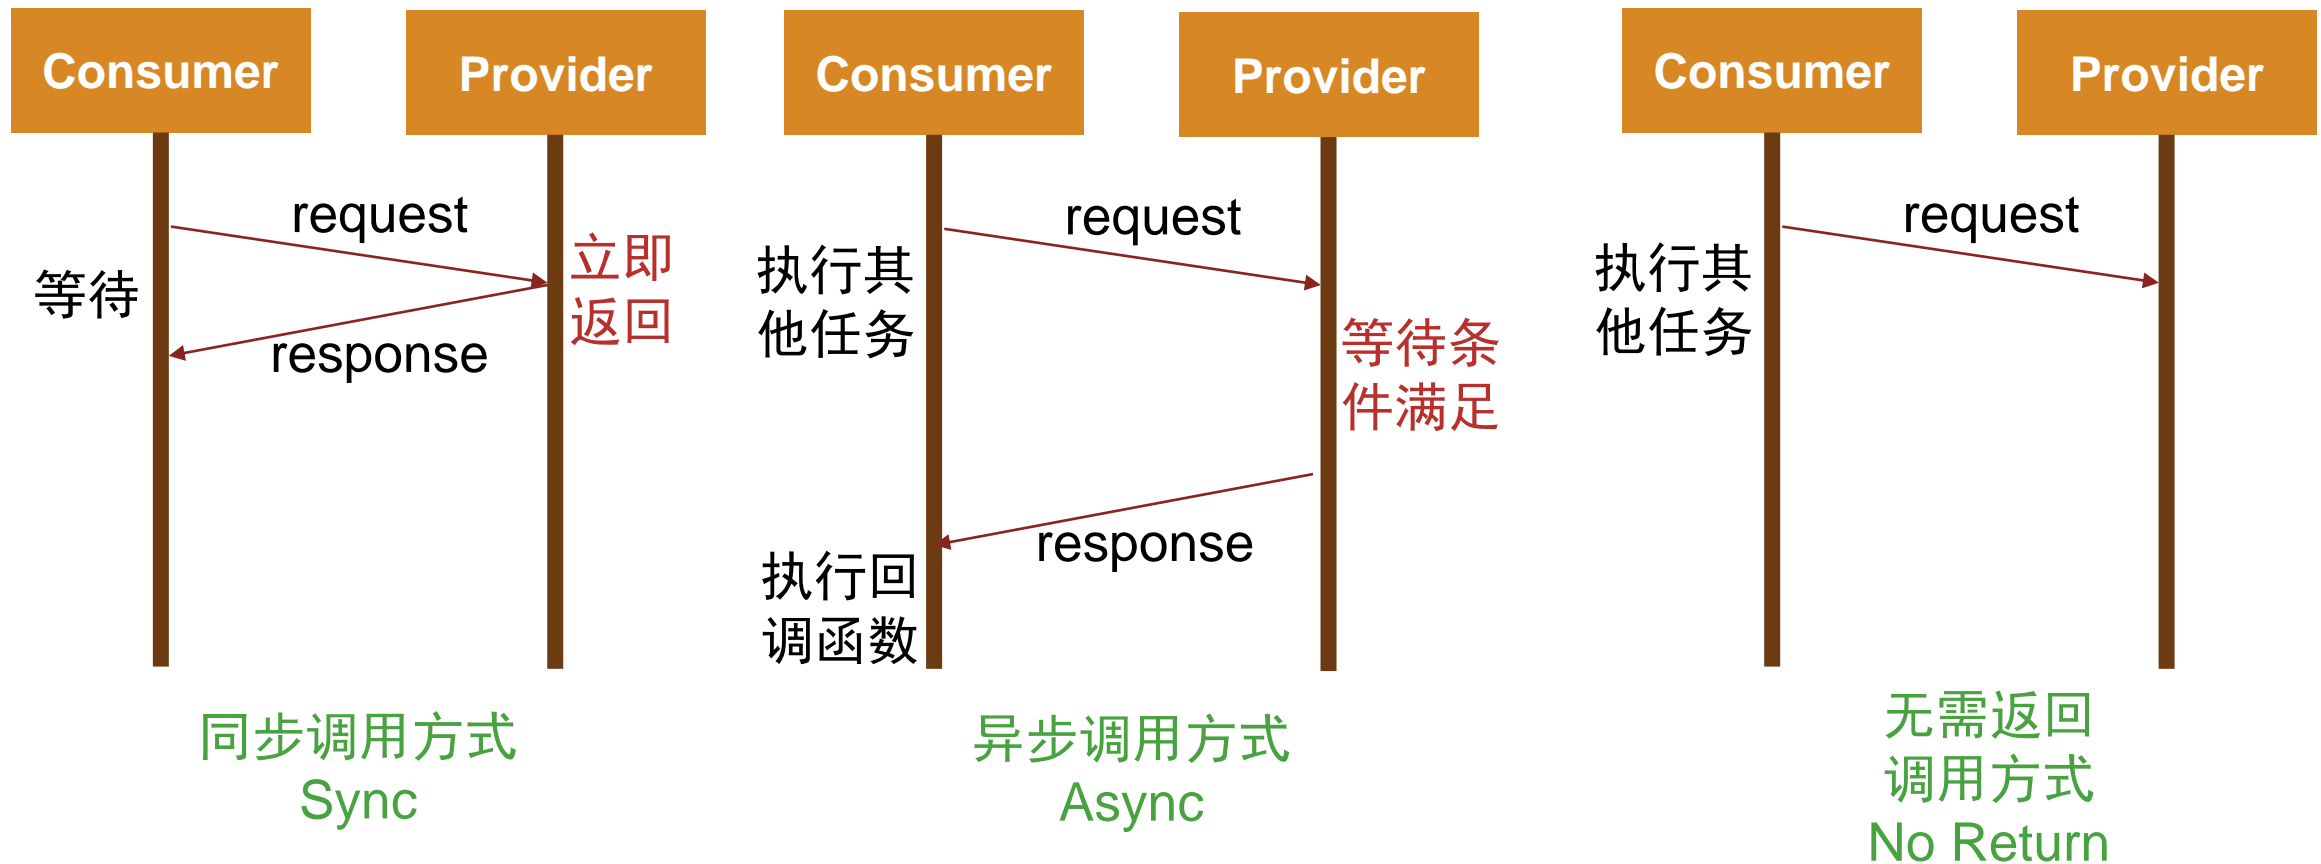 Consumer
Provider
request
等待
立即
返回
response
同步调用方式
Sync
Consumer
Provider
request
执行其
他任务
等待条
件满足
response
执行回
调函数
异步调用方式
Async
Consumer
Provider
request
执行其
他任务
无需返回
调用方式
No Return